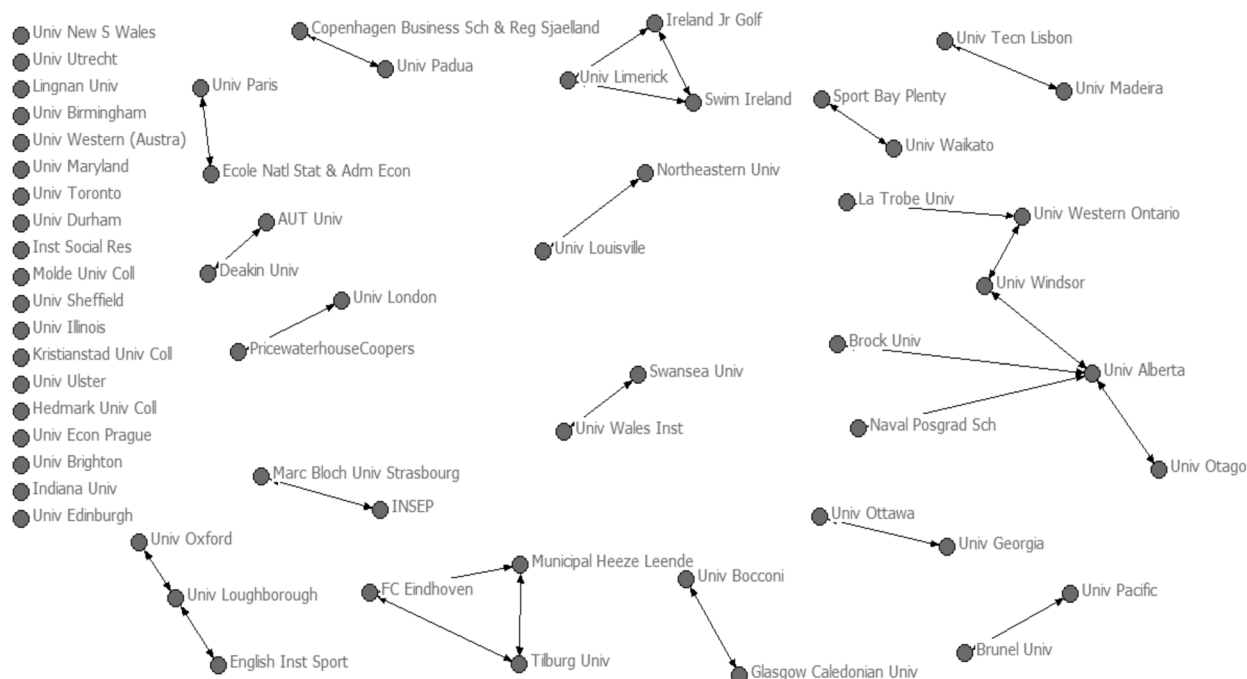 Univ New S Wales
Univ Utrecht
Lingnan Univ
Univ Birmingham
Univ Western (Austra)
Univ Maryland
Univ Toronto
Univ Durham
Inst Social Res
Molde Univ Coll
Univ Sheffield
Univ Illinois
Kristianstad Univ Coll
Univ Ulster
Hedmark Univ Coll
Univ Econ Prague
Univ Brighton
Indiana Univ
Univ Edinburgh
Copenhagen Business Sch & Reg Sjaelland
Univ Padua
Univ Paris
Ecole Natl Stat & Adm Econ
AUT Univ
Deakin Univ
Univ London
PricewaterhouseCoopers
Marc Bloch Univ Strasbourg
INSEP
Univ Oxford
Univ Loughborough
English Inst Sport
Ireland Jr Golf
Univ Limerick
Swim Ireland
Northeastern Univ
Univ Louisville
Swansea Univ
Univ Wales Inst
Municipal Heeze Leende
FC Eindhoven
Tilburg Univ
Univ Bocconi
Glasgow Caledonian Univ
Univ Tecn Lisbon
Univ Madeira
Sport Bay Plenty
Univ Waikato
La Trobe Univ
Univ Western Ontario
Univ Windsor
Brock Univ
Univ Alberta
Naval Posgrad Sch
Univ Otago
Univ Ottawa
Univ Georgia
Univ Pacific
Brunel Univ